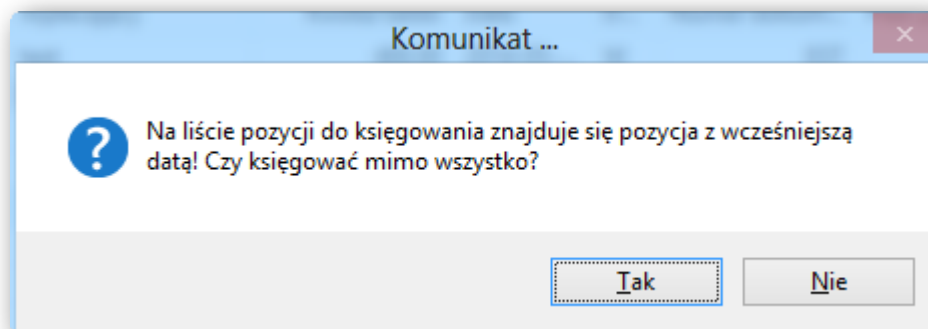 Komunikat ...
Na liście pozycji do księgowania znajduje się pozycja z wcześniejszą
datą! Czy księgować mimo wszystko?
Tak
Nie